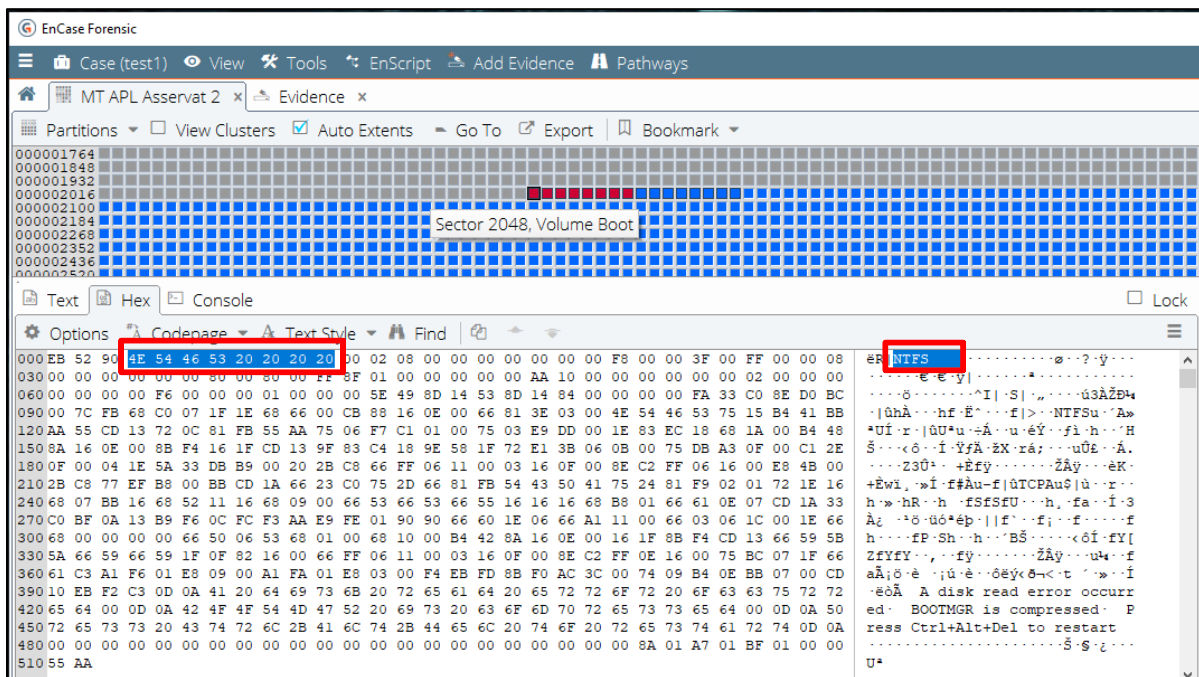 EnCase Forensic
Case (test1) View Tools EnScript Add Evidence Pathways
MT APL Asservat 2 x Evidence x
Partitions View Clusters Auto Extents Go To Export Bookmark
000001764
000001848
000001932
000002016
000002100
000002184
000002268
000002352
000002436
000002520
Sector 2048, Volume Boot
Text Hex Console Lock
Options Codepage Text Style Find
000 EB 52 90 4E 54 46 53 20 20 20 20 00 02 08 00 00 00 00 00 00 00 F8 00 00 3F 00 FF 00 00 08 ëR NTFS ··········ø··?·ÿ···
030 00 00 00 00 00 00 80 00 80 00 FF 8F 01 00 00 00 00 00 AA 10 00 00 00 00 00 00 02 00 00 00
060 00 00 00 00 F6 00 00 00 01 00 00 00 5E 49 8D 14 53 8D 14 84 00 00 00 00 FA 33 C0 8E D0 BC
090 00 7C FB 68 C0 07 1F 1E 68 66 00 CB 88 16 0E 00 66 81 3E 03 00 4E 54 46 53 75 15 B4 41 BB
120 AA 55 CD 13 72 0C 81 FB 55 AA 75 06 F7 C1 01 00 75 03 E9 DD 00 1E 83 EC 18 68 1A 00 B4 48
150 8A 16 0E 00 8B F4 16 1F CD 13 9F 83 C4 18 9E 58 1F 72 E1 3B 06 0B 00 75 DB A3 0F 00 C1 2E
180 0F 00 04 1E 5A 33 DB B9 00 20 2B C8 66 FF 06 11 00 03 16 0F 00 8E C2 FF 06 16 00 E8 4B 00
210 2B C8 77 EF B8 00 BB CD 1A 66 23 C0 75 2D 66 81 FB 54 43 50 41 75 24 81 F9 02 01 72 1E 16
240 68 07 BB 16 68 52 11 16 68 09 00 66 53 66 53 66 55 16 16 16 68 B8 01 66 61 0E 07 CD 1A 33
270 C0 BF 0A 13 B9 F6 0C FC F3 AA E9 FE 01 90 90 66 60 1E 06 66 A1 11 00 66 03 06 1C 00 1E 66
300 68 00 00 00 00 66 50 06 53 68 01 00 68 10 00 B4 42 8A 16 0E 00 16 1F 8B F4 CD 13 66 59 5B
330 5A 66 59 66 59 1F 0F 82 16 00 66 FF 06 11 00 03 16 0F 00 8E C2 FF 0E 16 00 75 BC 07 1F 66
360 61 C3 A1 F6 01 E8 09 00 A1 FA 01 E8 03 00 F4 EB FD 8B F0 AC 3C 00 74 09 B4 0E BB 07 00 CD
390 10 EB F2 C3 0D 0A 41 20 64 69 73 6B 20 72 65 61 64 20 65 72 72 6F 72 20 6F 63 63 75 72 72 ·ëòÃ A disk read error occurr
420 65 64 00 0D 0A 42 4F 4F 54 4D 47 52 20 69 73 20 63 6F 6D 70 72 65 73 73 65 64 00 0D 0A 50 ed· BOOTMGR is compressed· P
450 72 65 73 73 20 43 74 72 6C 2B 41 6C 74 2B 44 65 6C 20 74 6F 20 72 65 73 74 61 72 74 0D 0A ress Ctrl+Alt+Del to restart
480 00 00 00 00 00 00 00 00 00 00 00 00 00 00 00 00 00 00 00 00 00 00 8A 01 A7 01 BF 01 00 00
510 55 AA Uª